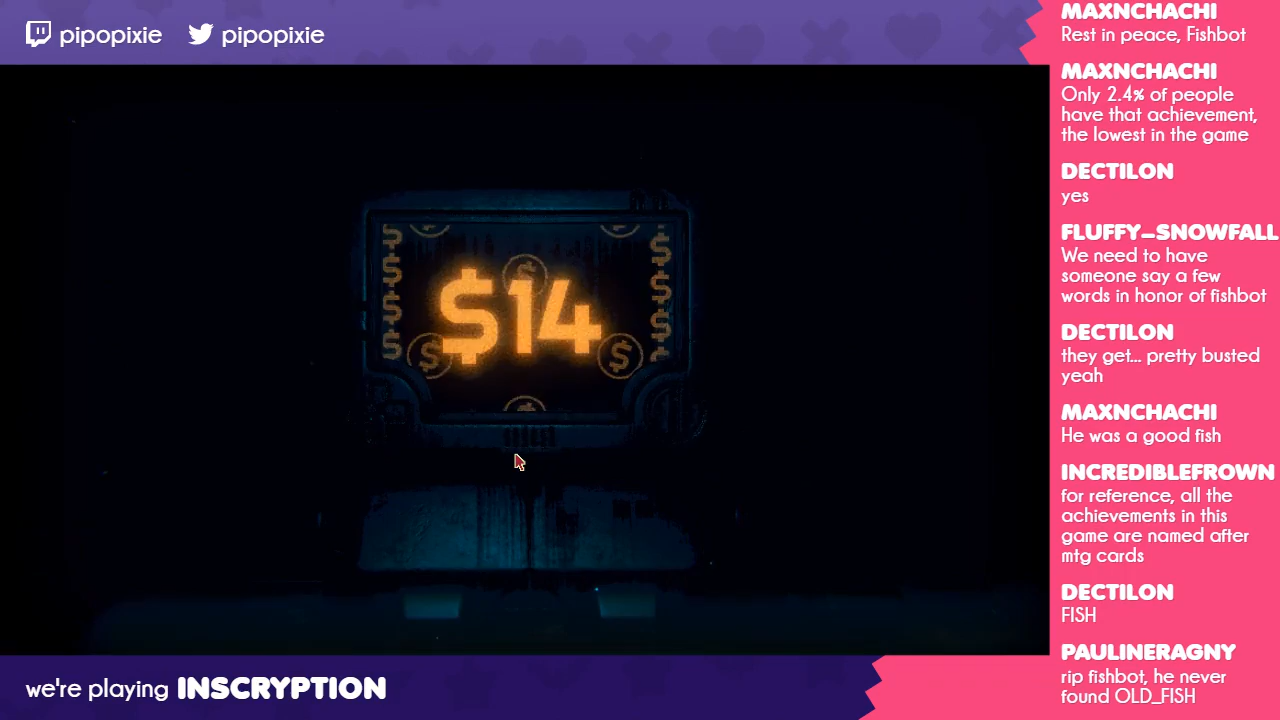 pipopixie pipopixie
$14
we're playing INSCRYPTION
MAXNCHACHI
Rest in peace, Fishbot
MAXNCHACHI
Only 2.4% of people
have that achievement,
the lowest in the game
DECTILON
yes
FLUFFY-SNOWFALL
We need to have
someone say a few
words in honor of fishbot
DECTILON
they get... pretty busted
yeah
MAXNCHACHI
He was a good fish
INCREDIBLEFROWN
for reference, all the
achievements in this
game are named after
mtg cards
DECTILON
FISH
PAULINERAGNY
rip fishbot, he never
found OLD_FISH